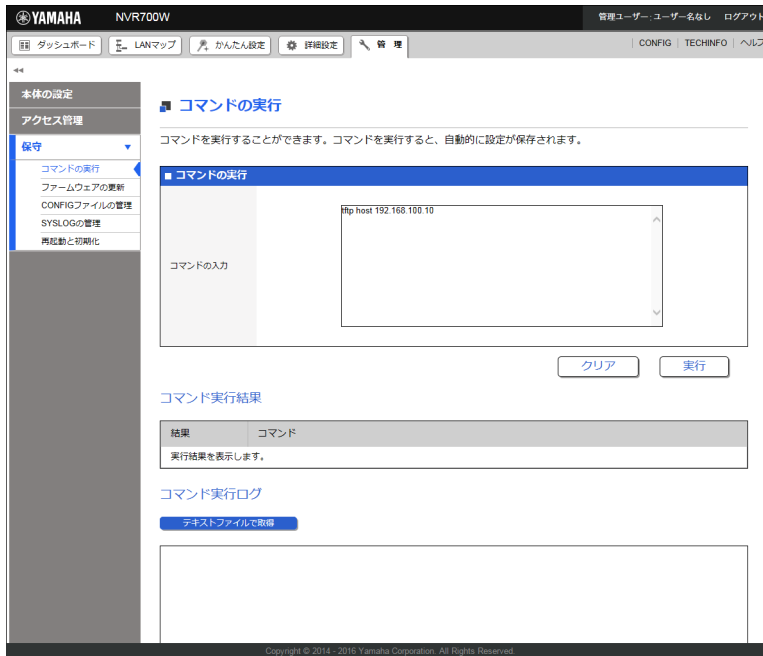 YAMAHA NVR700W 管理ユーザー:ユーザー名なし ログアウト
ダッシュボード LANマップ かんたん設定 詳細設定 管理 CONFIG TECHINFO ヘルプ
本体の設定
アクセス管理
保守
コマンドの実行
ファームウェアの更新
CONFIGファイルの管理
SYSLOGの管理
再起動と初期化
コマンドの実行
コマンドを実行することができます。コマンドを実行すると、自動的に設定が保存されます。
■ コマンドの実行
コマンドの入力
tftp host 192.168.100.10
クリア 実行
コマンド実行結果
結果 コマンド
実行結果を表示します。
コマンド実行ログ
テキストファイルで取得
Copyright © 2014 - 2016 Yamaha Corporation. All Rights Reserved.